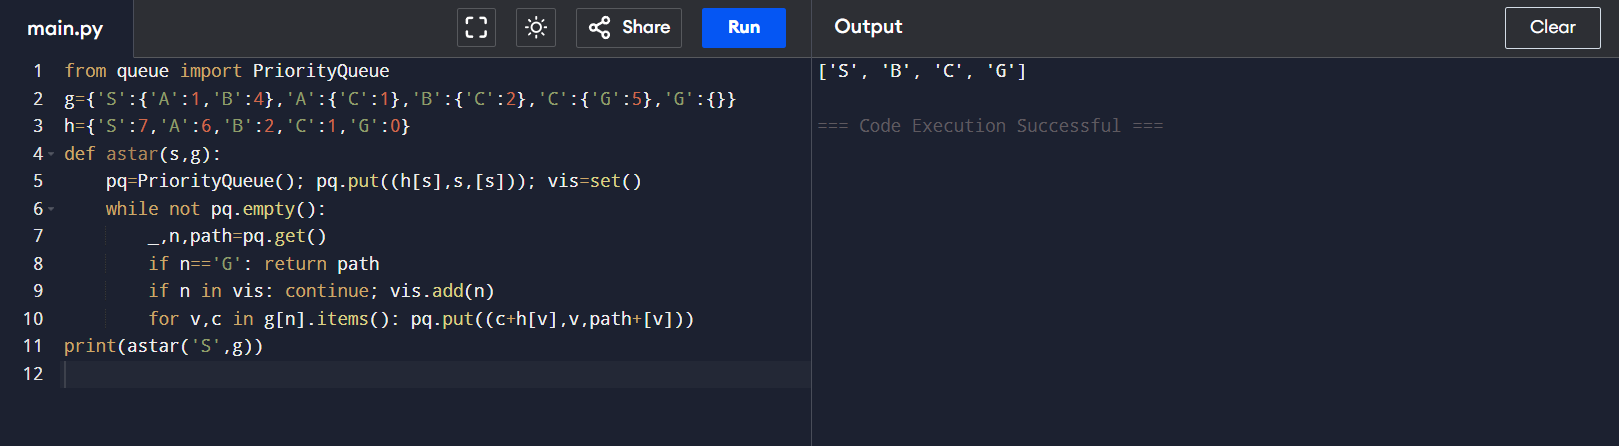 main.py Share Run Output Clear
1 from queue import PriorityQueue
2 g={'S':{'A':1,'B':4},'A':{'C':1},'B':{'C':2},'C':{'G':5},'G':{}}
3 h={'S':7,'A':6,'B':2,'C':1,'G':0}
4 def astar(s,g):
5     pq=PriorityQueue(); pq.put((h[s],s,[s])); vis=set()
6     while not pq.empty():
7         _,n,path=pq.get()
8         if n=='G': return path
9         if n in vis: continue; vis.add(n)
10         for v,c in g[n].items(): pq.put((c+h[v],v,path+[v]))
11 print(astar('S',g))
12
['S', 'B', 'C', 'G']
=== Code Execution Successful ===